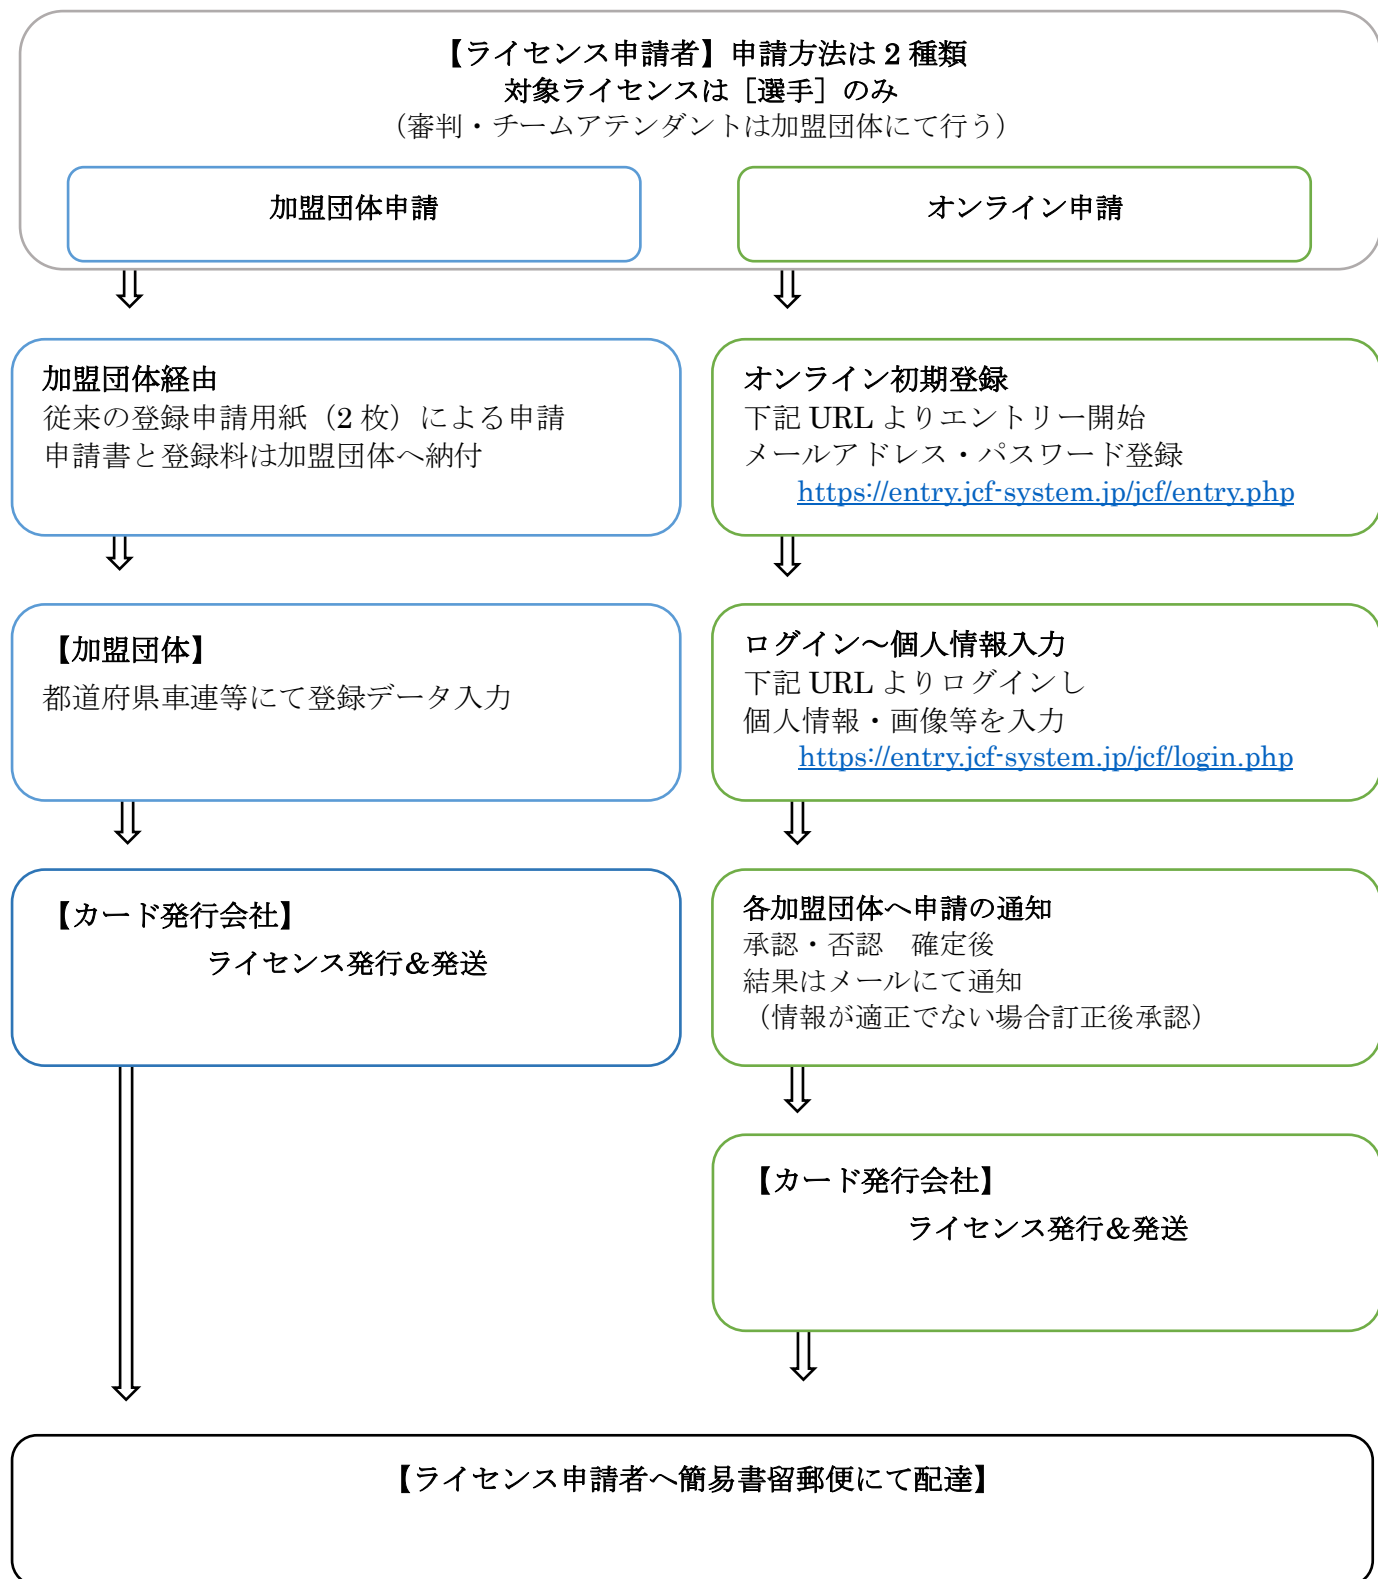 【ライセンス申請者】申請方法は 2 種類
対象ライセンスは［選手］のみ
（審判・チームアテンダントは加盟団体にて行う）
加盟団体申請
オンライン申請
加盟団体経由
従来の登録申請用紙（2 枚）による申請
申請書と登録料は加盟団体へ納付
オンライン初期登録
下記 URL よりエントリー開始
メールアドレス・パスワード登録
https://entry.jcf-system.jp/jcf/entry.php
【加盟団体】
都道府県車連等にて登録データ入力
ログイン～個人情報入力
下記 URL よりログインし
個人情報・画像等を入力
https://entry.jcf-system.jp/jcf/login.php
【カード発行会社】
ライセンス発行＆発送
各加盟団体へ申請の通知
承認・否認　確定後
結果はメールにて通知
（情報が適正でない場合訂正後承認）
【カード発行会社】
ライセンス発行＆発送
【ライセンス申請者へ簡易書留郵便にて配達】